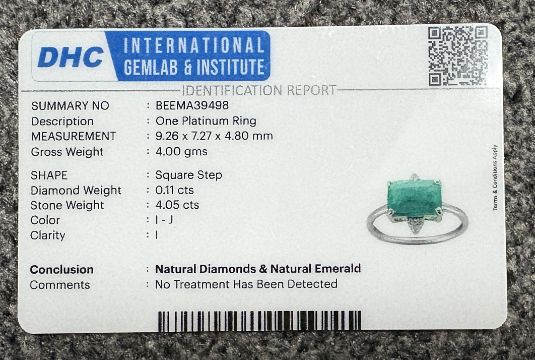 DHC INTERNATIONAL
GEMLAB & INSTITUTE
IDENTIFICATION REPORT
SUMMARY NO : BEEMA39498
Description : One Platinum Ring
MEASUREMENT : 9.26 x 7.27 x 4.80 mm
Gross Weight : 4.00 gms
SHAPE : Square Step
Diamond Weight : 0.11 cts
Stone Weight : 4.05 cts
Color : I - J
Clarity : I
Conclusion : Natural Diamonds & Natural Emerald
Comments : No Treatment Has Been Detected
Terms & Conditions Apply